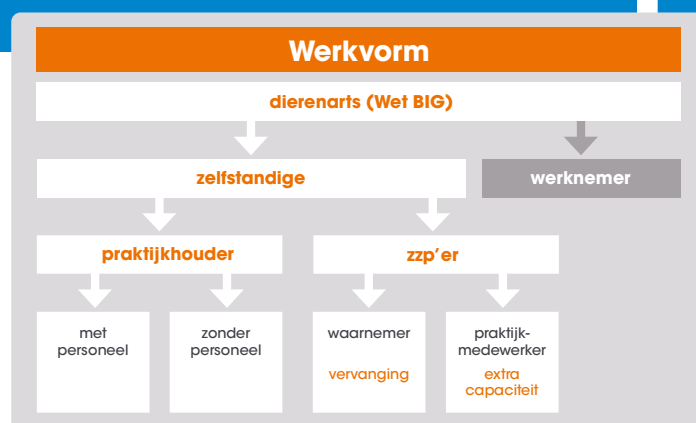 Werkvorm
dierenarts (Wet BIG)
zelfstandige
werknemer
praktijkhouder
zzp'er
met
personeel
zonder
personeel
waarnemer
vervanging
praktijk-
medewerker
extra
capaciteit